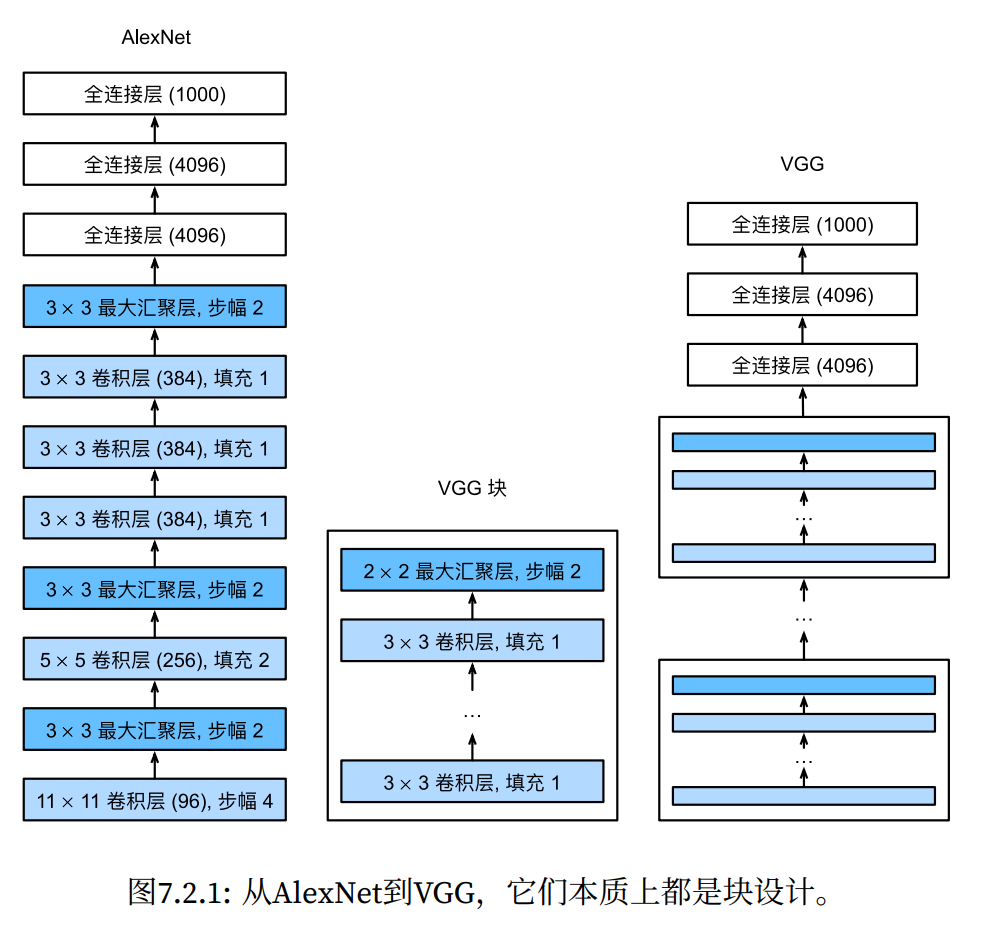 AlexNet
全连接层 (1000)
全连接层 (4096)
全连接层 (4096)
3 × 3 最大汇聚层, 步幅 2
3 × 3 卷积层 (384), 填充 1
3 × 3 卷积层 (384), 填充 1
3 × 3 卷积层 (384), 填充 1
3 × 3 最大汇聚层, 步幅 2
5 × 5 卷积层 (256), 填充 2
3 × 3 最大汇聚层, 步幅 2
11 × 11 卷积层 (96), 步幅 4
VGG 块
2 × 2 最大汇聚层, 步幅 2
3 × 3 卷积层, 填充 1
...
3 × 3 卷积层, 填充 1
VGG
全连接层 (1000)
全连接层 (4096)
全连接层 (4096)
...
...
...
图7.2.1: 从AlexNet到VGG，它们本质上都是块设计。